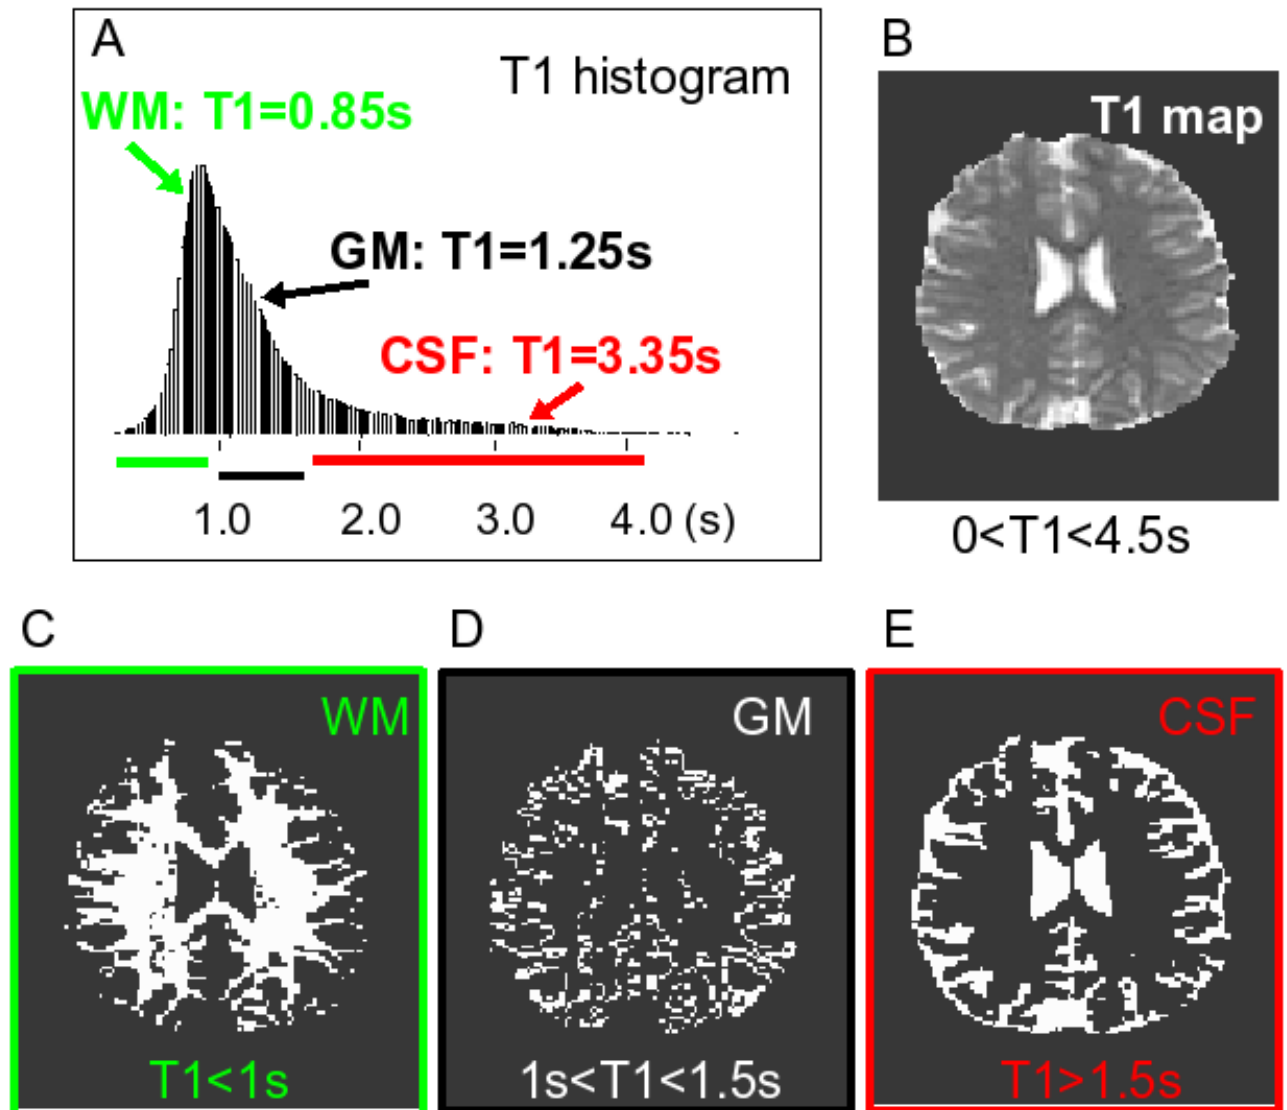 A
T1 histogram
WM: T1=0.85s
GM: T1=1.25s
CSF: T1=3.35s
1.0 2.0 3.0 4.0 (s)
B
T1 map
0<T1<4.5s
C
WM
T1<1s
D
GM
1s<T1<1.5s
E
CSF
T1>1.5s